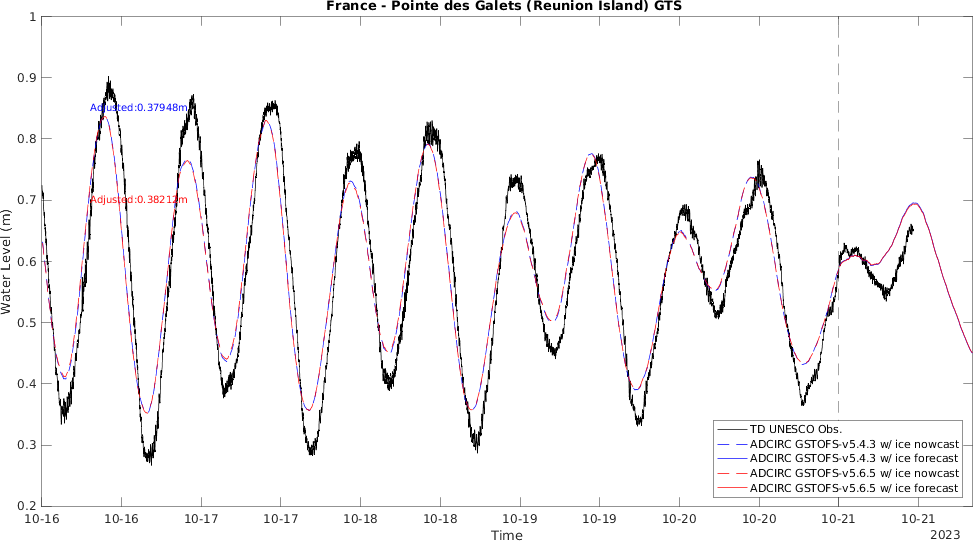 France - Pointe des Galets (Reunion Island) GTS
1
0.9
0.8
0.7
0.6
0.5
0.4
0.3
0.2
Water Level (m)
Adjusted:0.37948m
Adjusted:0.38212m
TD UNESCO Obs.
ADCIRC GSTOFS-v5.4.3 w/ ice nowcast
ADCIRC GSTOFS-v5.4.3 w/ ice forecast
ADCIRC GSTOFS-v5.6.5 w/ ice nowcast
ADCIRC GSTOFS-v5.6.5 w/ ice forecast
10-16 10-16 10-17 10-17 10-18 10-18 10-19 10-19 10-20 10-20 10-21 10-21
2023
Time